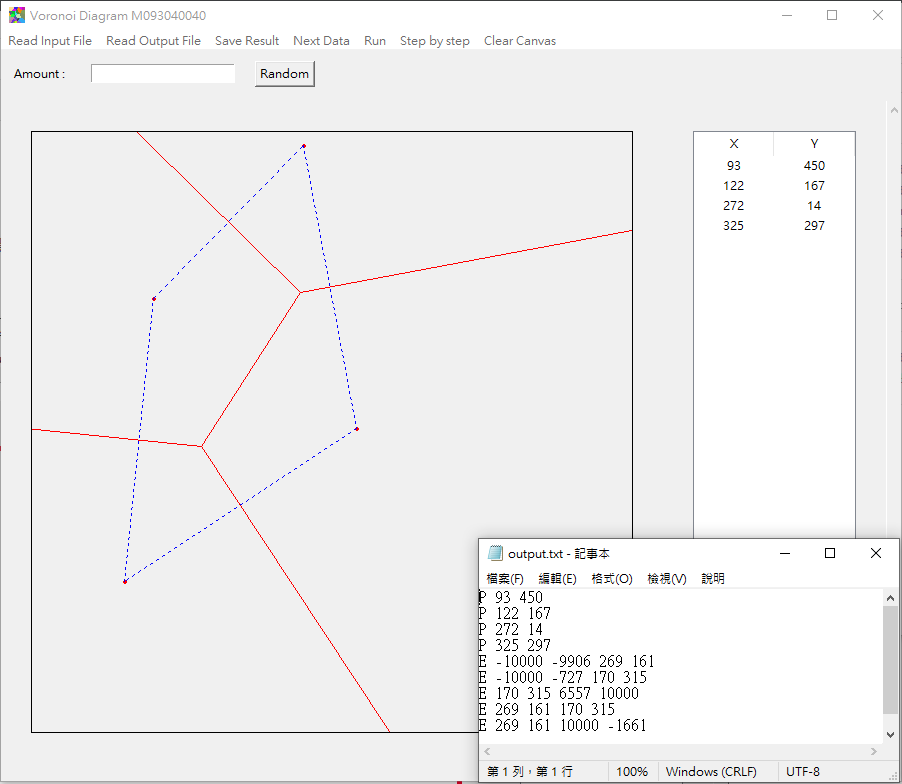 Voronoi Diagram M093040040
Read Input File Read Output File Save Result Next Data Run Step by step Clear Canvas
Amount : Random
X Y
93 450
122 167
272 14
325 297
output.txt - 記事本
檔案(F) 編輯(E) 格式(O) 檢視(V) 說明
P 93 450
P 122 167
P 272 14
P 325 297
E -10000 -9906 269 161
E -10000 -727 170 315
E 170 315 6557 10000
E 269 161 170 315
E 269 161 10000 -1661
第 1 列，第 1 行 100% Windows (CRLF) UTF-8